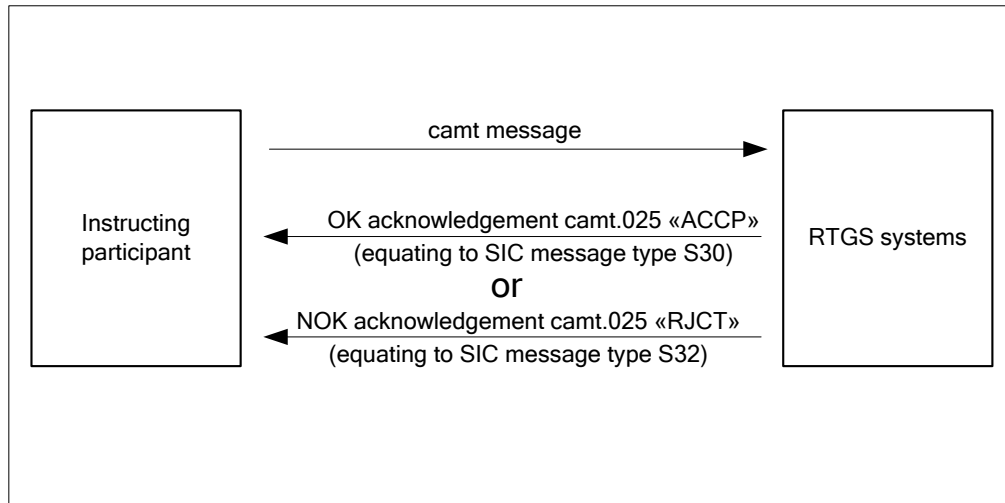 camt message
Instructing
participant
OK acknowledgement camt.025 «ACCP»
(equating to SIC message type S30)
or
NOK acknowledgement camt.025 «RJCT»
(equating to SIC message type S32)
RTGS systems